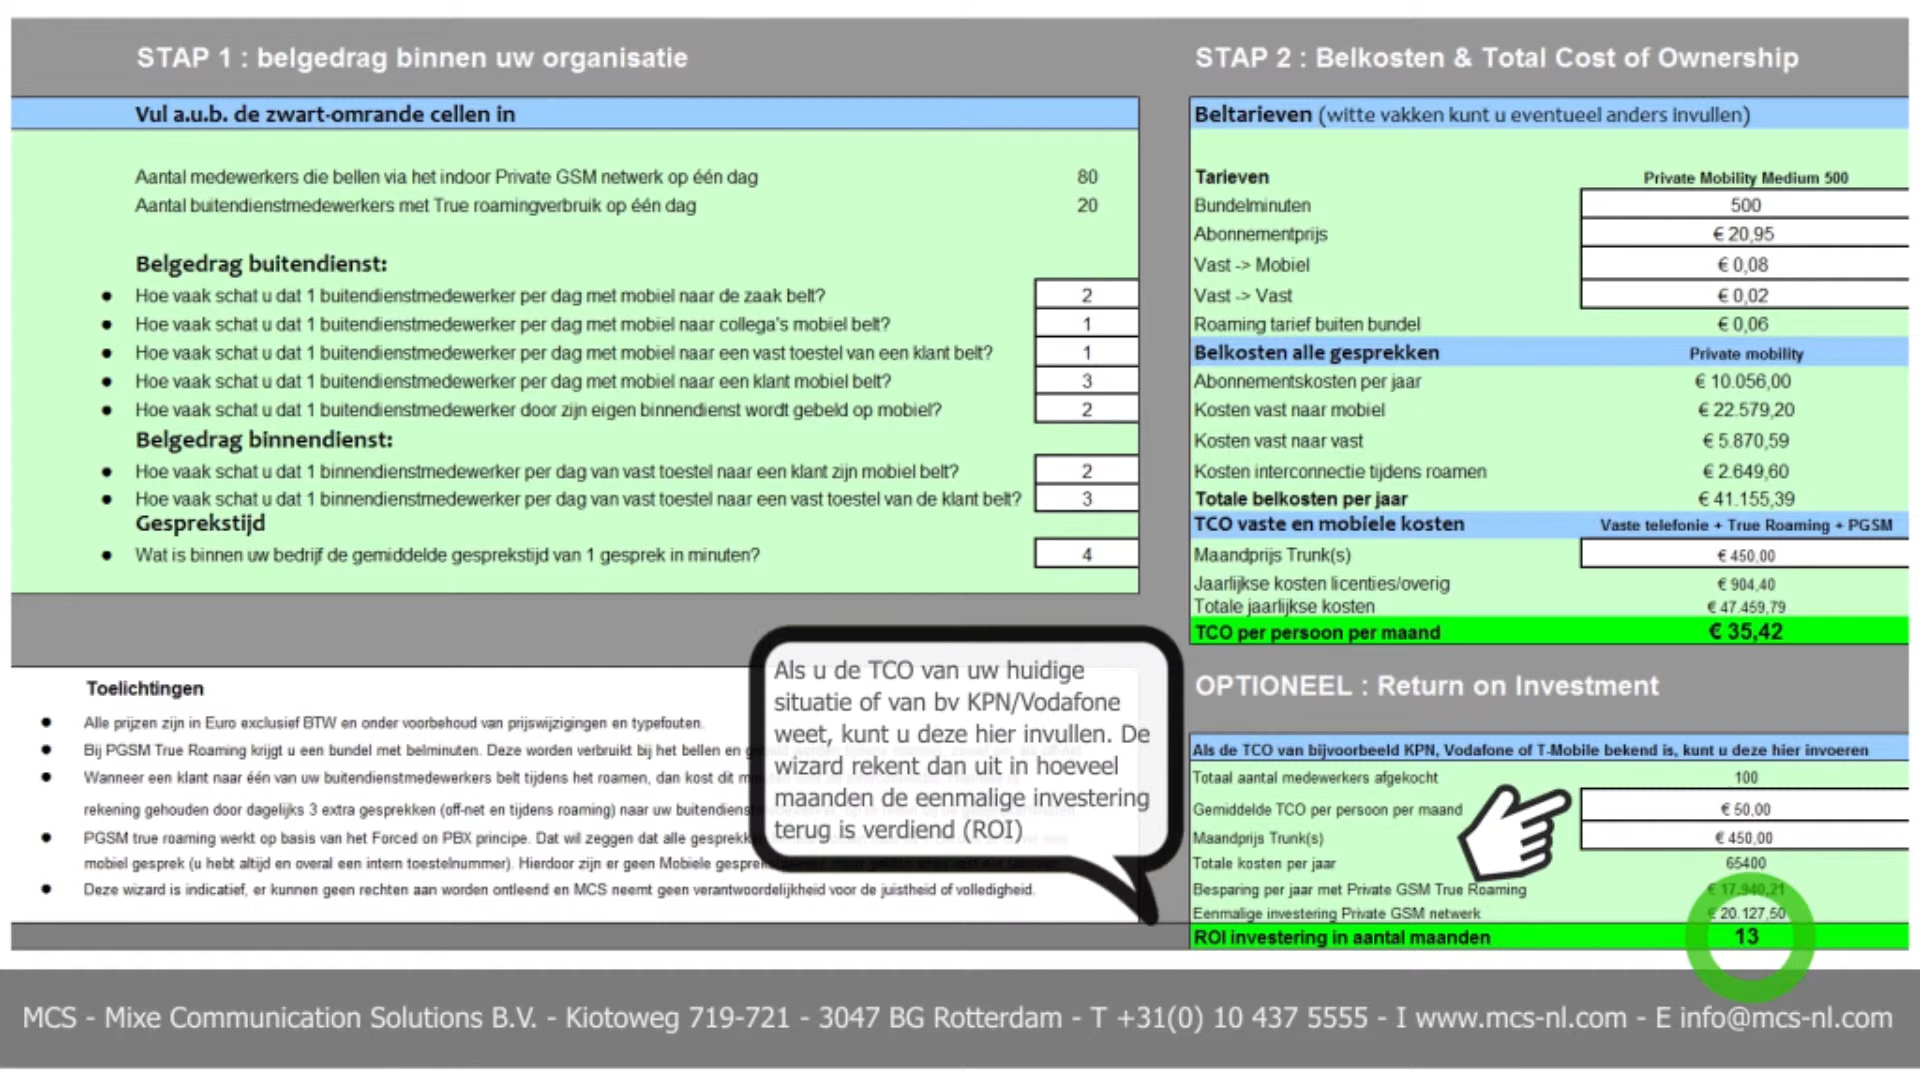 STAP 1 : belgedrag binnen uw organisatie
Vul a.u.b. de zwart-omrande cellen in
Aantal medewerkers die bellen via het indoor Private GSM netwerk op één dag 80
Aantal buitendienstmedewerkers met True roamingverbruik op één dag 20
Belgedrag buitendienst:
● Hoe vaak schat u dat 1 buitendienstmedewerker per dag met mobiel naar de zaak belt? 2
● Hoe vaak schat u dat 1 buitendienstmedewerker per dag met mobiel naar collega's mobiel belt? 1
● Hoe vaak schat u dat 1 buitendienstmedewerker per dag met mobiel naar een vast toestel van een klant belt? 1
● Hoe vaak schat u dat 1 buitendienstmedewerker per dag met mobiel naar een klant mobiel belt? 3
● Hoe vaak schat u dat 1 buitendienstmedewerker door zijn eigen binnendienst wordt gebeld op mobiel? 2
Belgedrag binnendienst:
● Hoe vaak schat u dat 1 binnendienstmedewerker per dag van vast toestel naar een klant zijn mobiel belt? 2
● Hoe vaak schat u dat 1 binnendienstmedewerker per dag van vast toestel naar een vast toestel van de klant belt? 3
Gesprekstijd
● Wat is binnen uw bedrijf de gemiddelde gesprekstijd van 1 gesprek in minuten? 4
Toelichtingen
● Alle prijzen zijn in Euro exclusief BTW en onder voorbehoud van prijswijzigingen en typefouten.
● Bij PGSM True Roaming krijgt u een bundel met belminuten. Deze worden verbruikt bij het bellen en
● Wanneer een klant naar één van uw buitendienstmedewerkers belt tijdens het roamen, dan kost dit
rekening gehouden door dagelijks 3 extra gesprekken (off-net en tijdens roaming) naar uw
● PGSM true roaming werkt op basis van het Forced on PBX principe. Dat wil zeggen dat alle
mobiel gesprek (u hebt altijd en overal een intern toestelnummer). Hierdoor zijn er geen Mobiele
● Deze wizard is indicatief, er kunnen geen rechten aan worden ontleend en MCS neemt geen verantwoordelijkheid voor de juistheid of volledigheid.
Als u de TCO van uw huidige
situatie of van bv KPN/Vodafone
weet, kunt u deze hier invullen. De
wizard rekent dan uit in hoeveel
maanden de eenmalige investering
terug is verdiend (ROI)
STAP 2 : Belkosten & Total Cost of Ownership
Beltarieven (witte vakken kunt u eventueel anders invullen)
Tarieven Private Mobility Medium 500
Bundelminuten 500
Abonnementprijs € 20,95
Vast -> Mobiel € 0,08
Vast -> Vast € 0,02
Roaming tarief buiten bundel € 0,06
Belkosten alle gesprekken Private mobility
Abonnementskosten per jaar € 10.056,00
Kosten vast naar mobiel € 22.579,20
Kosten vast naar vast € 5.870,59
Kosten interconnectie tijdens roamen € 2.649,60
Totale belkosten per jaar € 41.155,39
TCO vaste en mobiele kosten Vaste telefonie + True Roaming + PGSM
Maandprijs Trunk(s) € 450,00
Jaarlijkse kosten licenties/overig € 904,40
Totale jaarlijkse kosten € 47.459,79
TCO per persoon per maand € 35,42
OPTIONEEL : Return on Investment
Als de TCO van bijvoorbeeld KPN, Vodafone of T-Mobile bekend is, kunt u deze hier invoeren
Totaal aantal medewerkers afgekocht 100
Gemiddelde TCO per persoon per maand € 50,00
Maandprijs Trunk(s) € 450,00
Totale kosten per jaar 65400
Besparing per jaar met Private GSM True Roaming € 17.940,21
Eenmalige investering Private GSM netwerk € 20.127,50
ROI investering in aantal maanden 13
MCS - Mixe Communication Solutions B.V. - Kiotoweg 719-721 - 3047 BG Rotterdam - T +31(0) 10 437 5555 - I www.mcs-nl.com - E info@mcs-nl.com